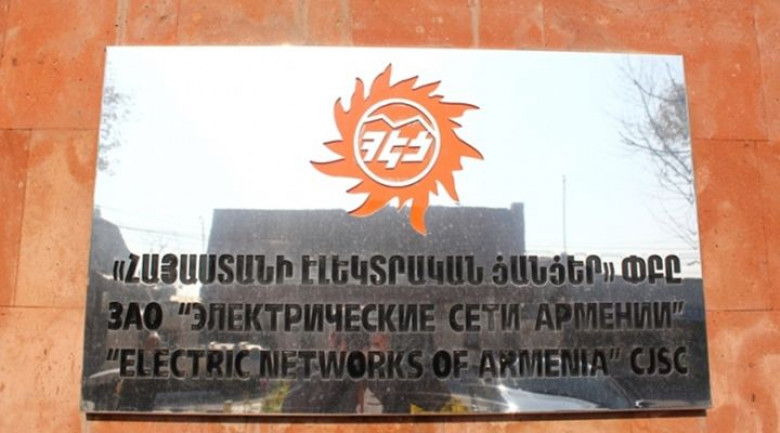 ՀԷՑ
«ՀԱՅԱՍՏԱՆԻ ԷԼԵԿՏՐԱԿԱՆ ՑԱՆՑԵՐ» ՓԲԸ
ЗАО "ЭЛЕКТРИЧЕСКИЕ СЕТИ АРМЕНИИ"
"ELECTRIC NETWORKS OF ARMENIA" CJSC